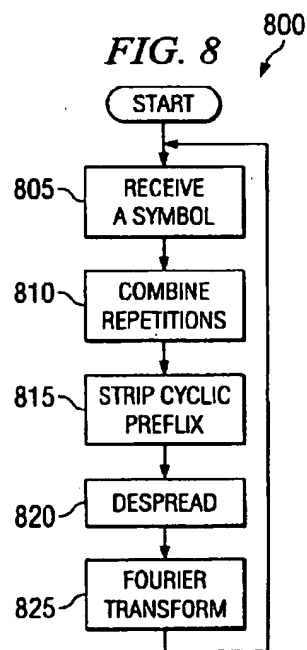 FIG. 8
800
START
805
RECEIVE
A SYMBOL
810
COMBINE
REPETITIONS
815
STRIP CYCLIC
PREFLIX
820
DESPREAD
825
FOURIER
TRANSFORM